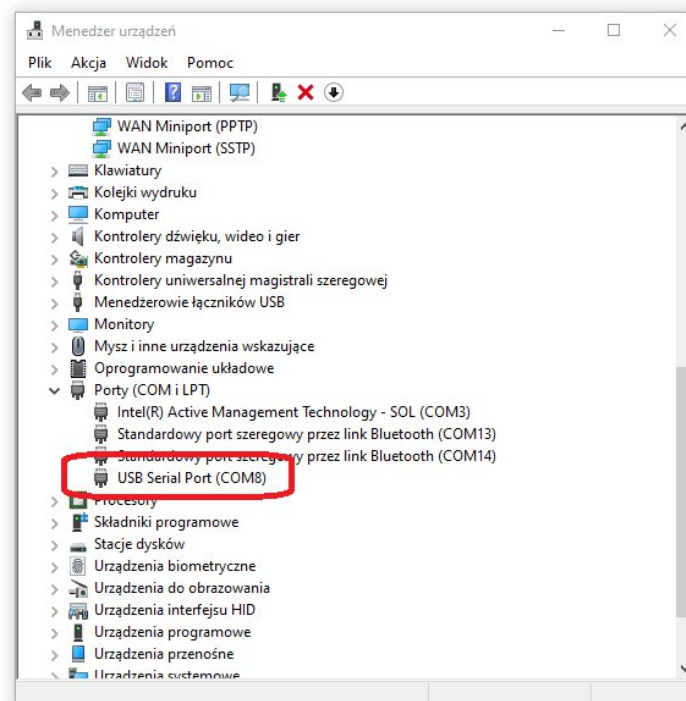 Menedżer urządzeń
Plik Akcja Widok Pomoc
WAN Miniport (PPTP)
WAN Miniport (SSTP)
Klawiatury
Kolejki wydruku
Komputer
Kontrolery dźwięku, wideo i gier
Kontrolery magazynu
Kontrolery uniwersalnej magistrali szeregowej
Menedżerowie łączników USB
Monitory
Mysz i inne urządzenia wskazujące
Oprogramowanie układowe
Porty (COM i LPT)
Intel(R) Active Management Technology - SOL (COM3)
Standardowy port szeregowy przez link Bluetooth (COM13)
Standardowy port szeregowy przez link Bluetooth (COM14)
USB Serial Port (COM8)
Procesory
Składniki programowe
Stacje dysków
Urządzenia biometryczne
Urządzenia do obrazowania
Urządzenia interfejsu HID
Urządzenia programowe
Urządzenia przenośne
Urządzenia systemowe